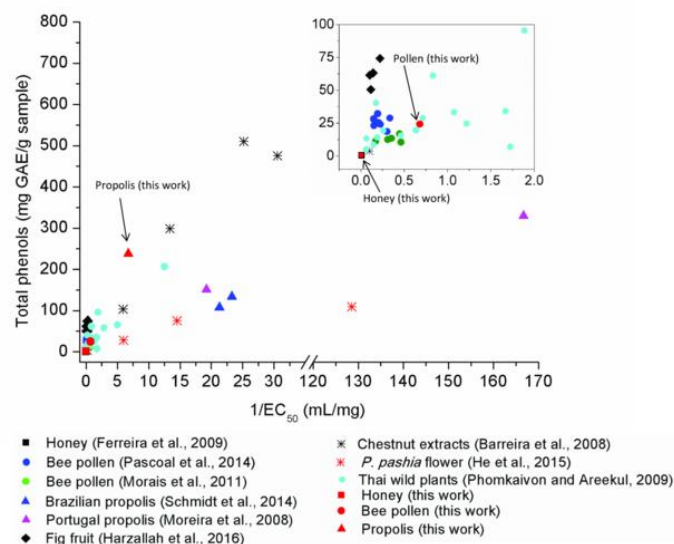 800
700
600
500
400
300
200
100
0
Total phenols (mg GAE/g sample)
0 5 10 15 20 25 30 35 120 130 140 150 160 170
1/EC50 (mL/mg)
Propolis (this work)
100
75
50
25
0
0.0 0.5 1.0 1.5 2.0
Pollen (this work)
Honey (this work)
Honey (Ferreira et al., 2009)
Bee pollen (Pascoal et al., 2014)
Bee pollen (Morais et al., 2011)
Brazilian propolis (Schmidt et al., 2014)
Portugal propolis (Moreira et al., 2008)
Fig fruit (Harzallah et al., 2016)
Chestnut extracts (Barreira et al., 2008)
P. pashia flower (He et al., 2015)
Thai wild plants (Phomkaivon and Areekul, 2009)
Honey (this work)
Bee pollen (this work)
Propolis (this work)